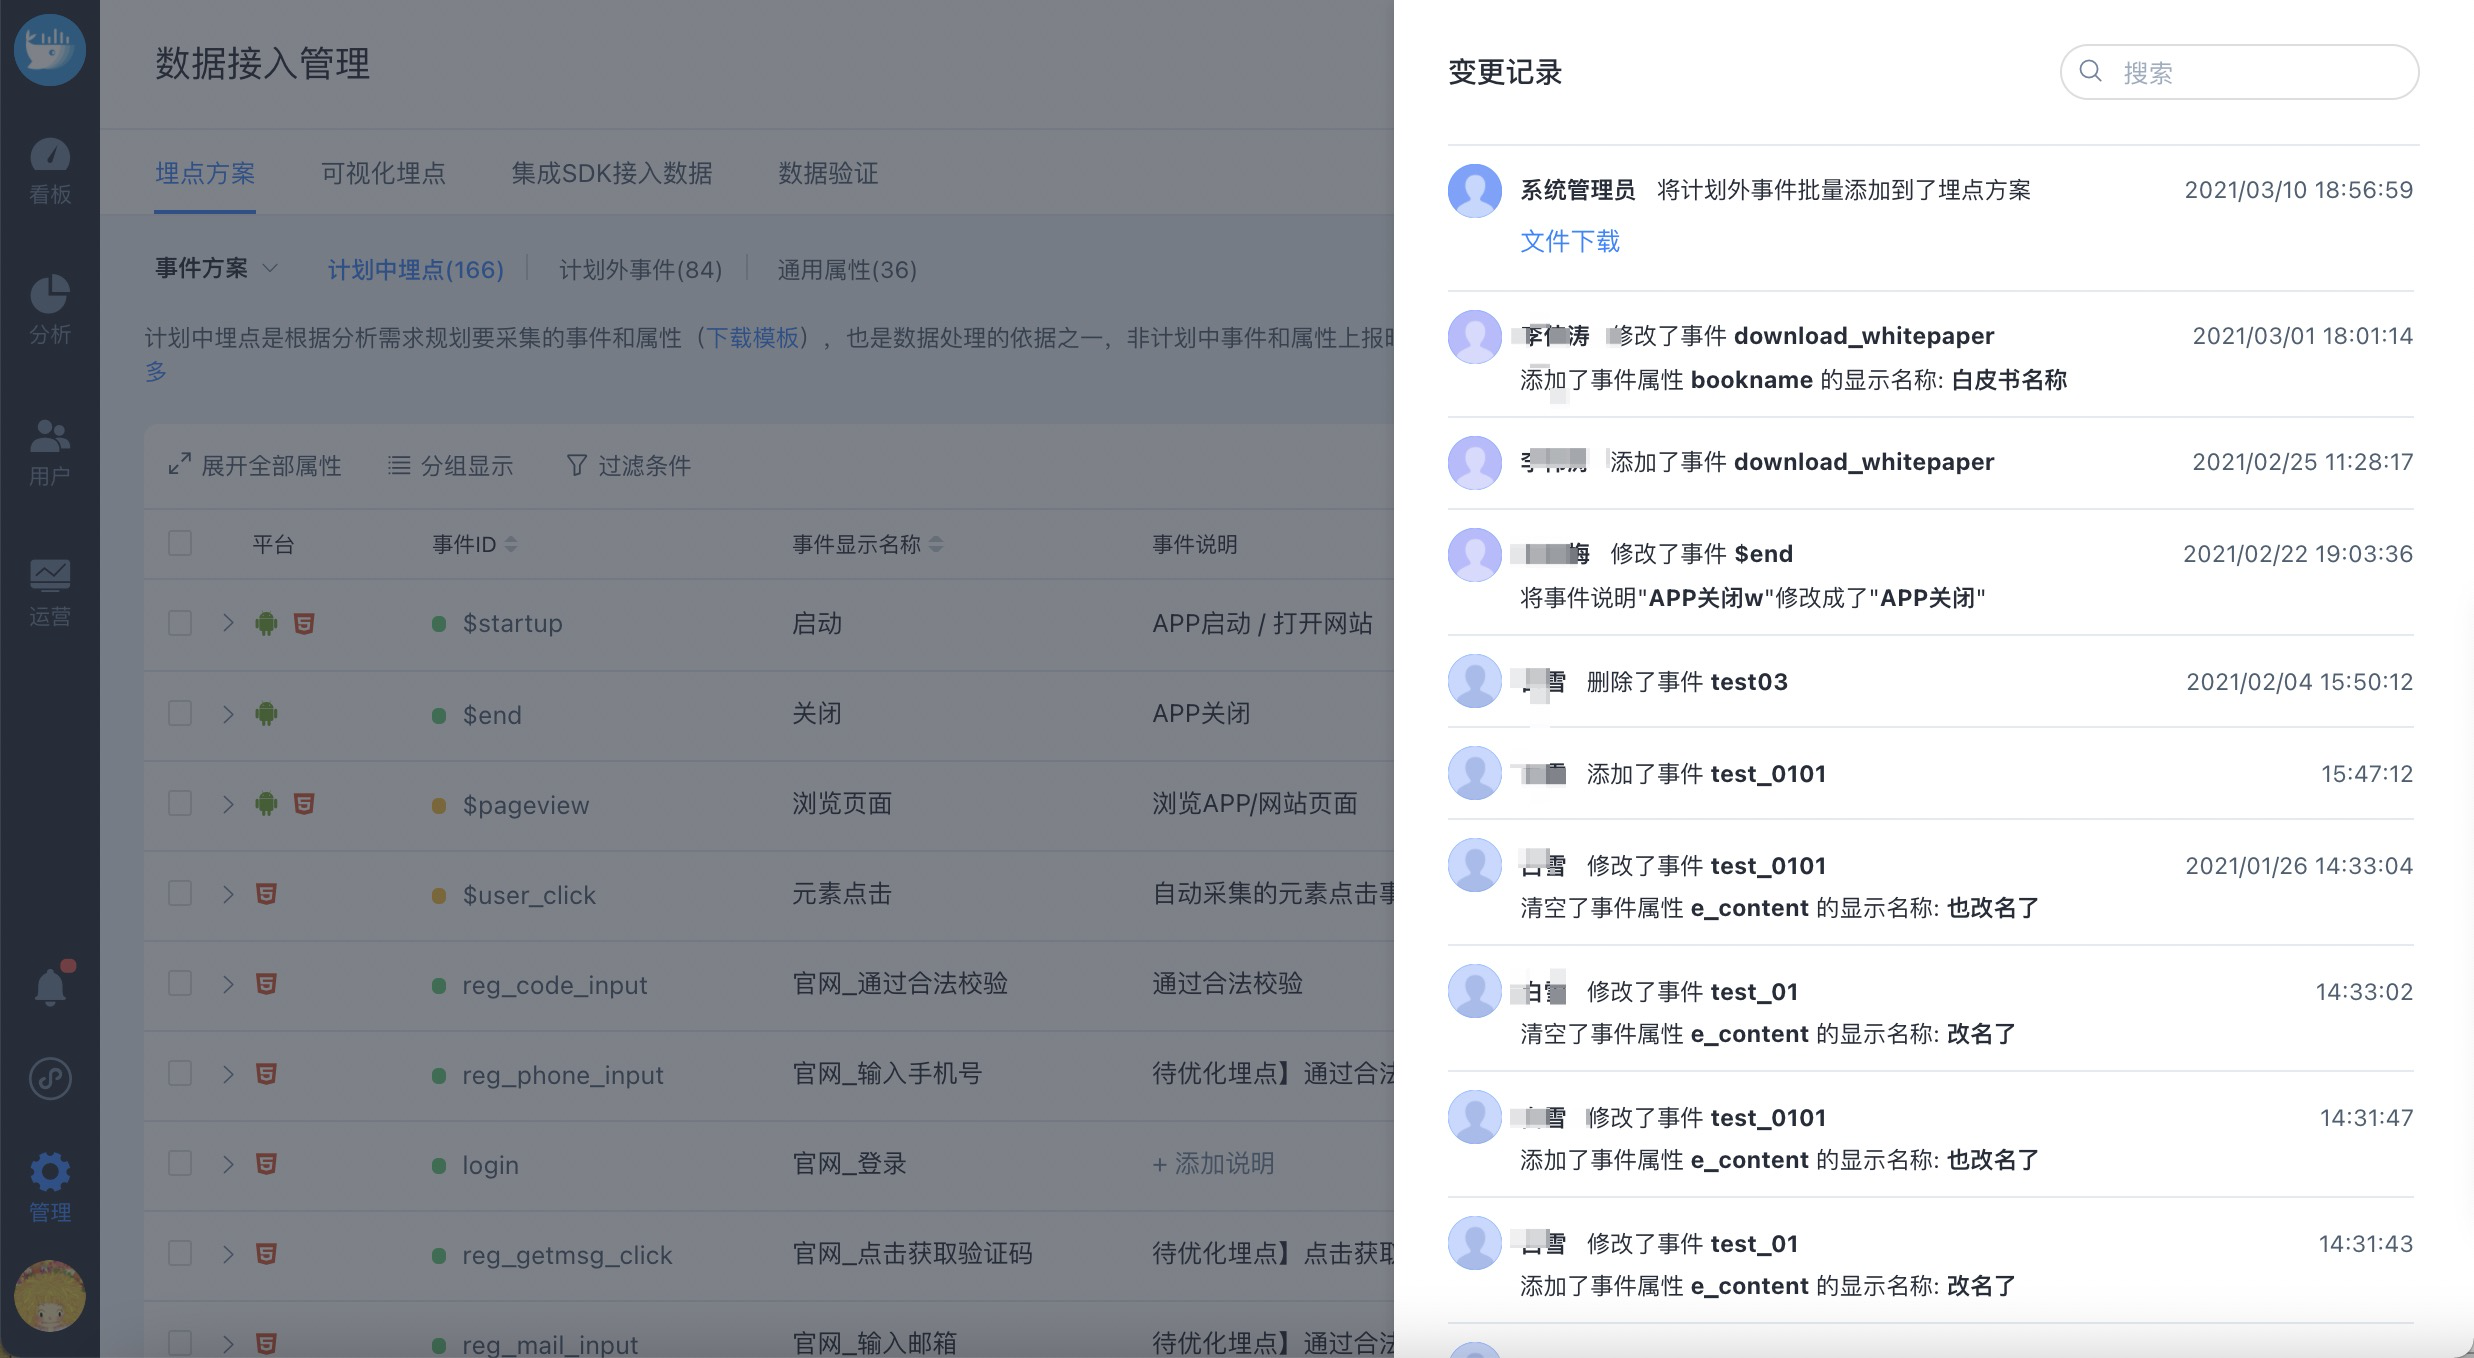 数据接入管理
看板
分析
用户
运营
管理
埋点方案 可视化埋点 集成SDK接入数据 数据验证
事件方案 计划中埋点(166) 计划外事件(84) 通用属性(36)
计划中埋点是根据分析需求规划要采集的事件和属性（下载模板），也是数据处理的依据之一，非计划中事件和属性上报
多
展开全部属性 分组显示 过滤条件
平台 事件ID 事件显示名称 事件说明
$startup 启动 APP启动 / 打开网站
$end 关闭 APP关闭
$pageview 浏览页面 浏览APP/网站页面
$user_click 元素点击 自动采集的元素点击
reg_code_input 官网_通过合法校验 通过合法校验
reg_phone_input 官网_输入手机号 待优化埋点】通过合
login 官网_登录 + 添加说明
reg_getmsg_click 官网_点击获取验证码 待优化埋点】点击获
reg_mail_input 官网_输入邮箱 待优化埋点】通过合
变更记录
搜索
系统管理员 将计划外事件批量添加到了埋点方案 2021/03/10 18:56:59
文件下载
修改了事件 download_whitepaper 2021/03/01 18:01:14
添加了事件属性 bookname 的显示名称: 白皮书名称
添加了事件 download_whitepaper 2021/02/25 11:28:17
修改了事件 $end 2021/02/22 19:03:36
将事件说明"APP关闭w"修改成了"APP关闭"
雪 删除了事件 test03 2021/02/04 15:50:12
添加了事件 test_0101 15:47:12
雪 修改了事件 test_0101 2021/01/26 14:33:04
清空了事件属性 e_content 的显示名称: 也改名了
修改了事件 test_01 14:33:02
清空了事件属性 e_content 的显示名称: 改名了
雪 修改了事件 test_0101 14:31:47
添加了事件属性 e_content 的显示名称: 也改名了
雪 修改了事件 test_01 14:31:43
添加了事件属性 e_content 的显示名称: 改名了